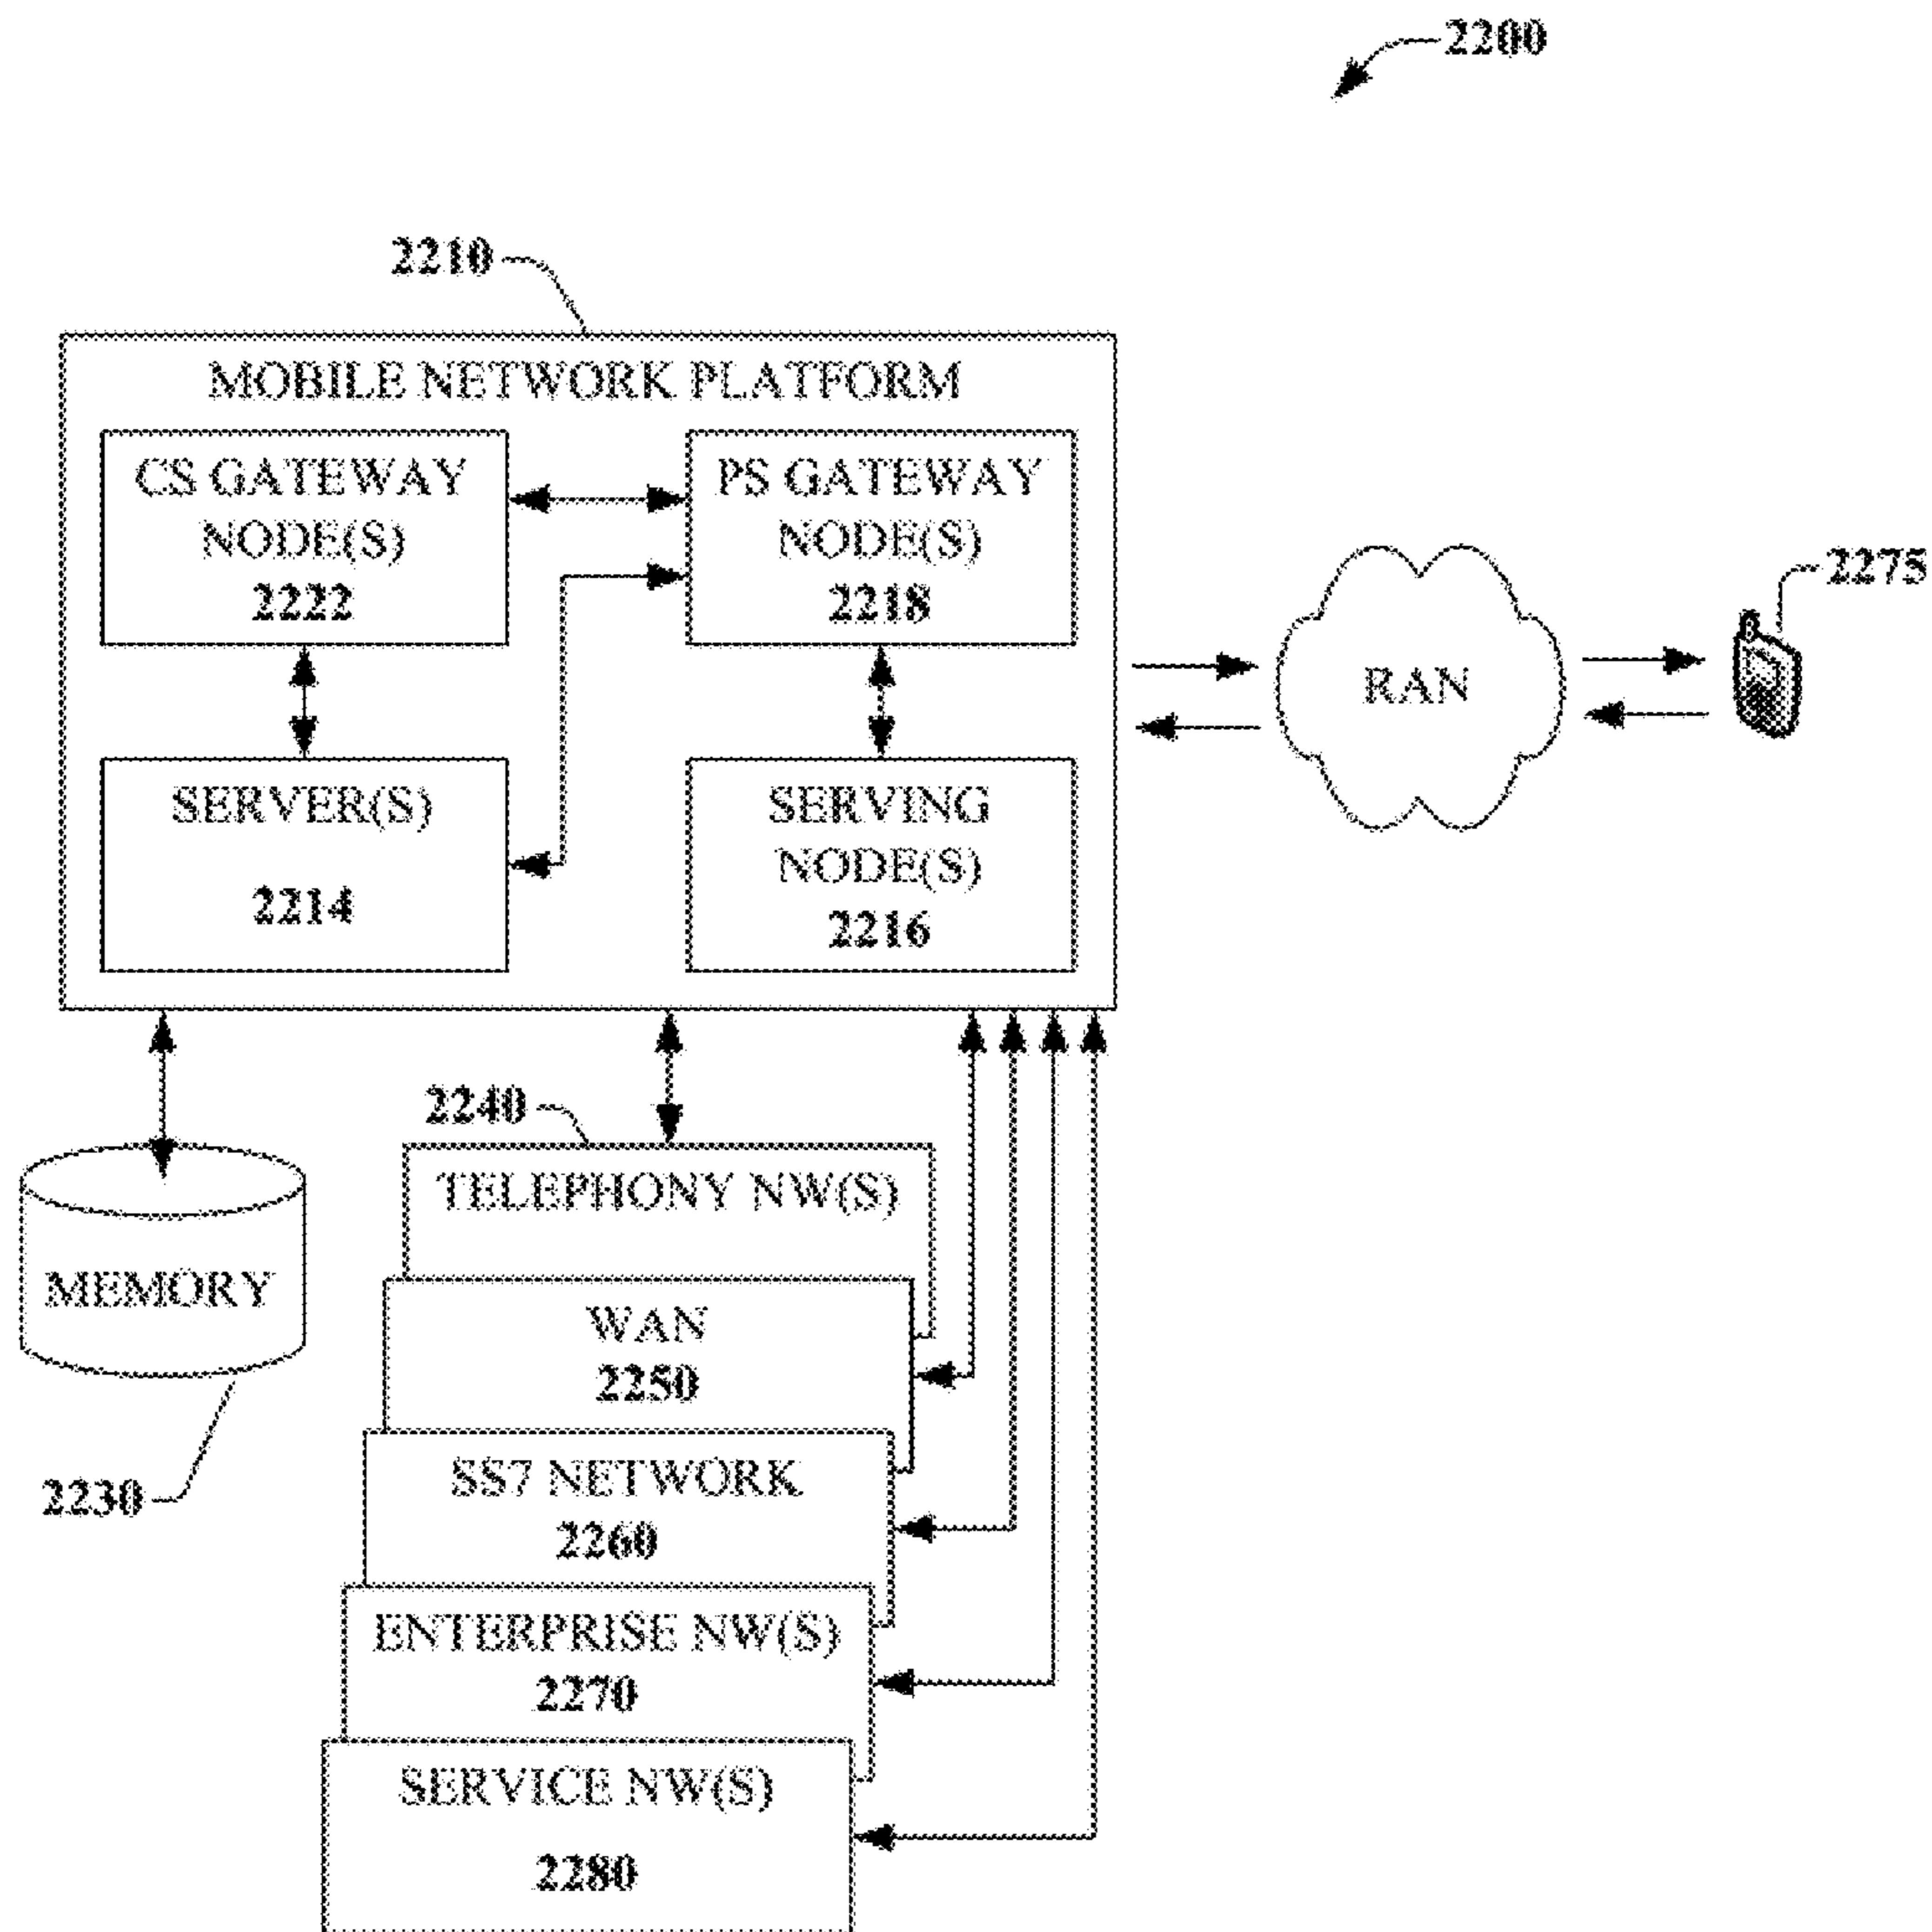 2200
2210
MOBILE NETWORK PLATFORM
CS GATEWAY
NODE(S)
2222
PS GATEWAY
NODE(S)
2218
SERVER(S)
2214
SERVING
NODE(S)
2216
RAN
2275
2240
TELEPHONY NW(S)
MEMORY
2230
WAN
2250
SS7 NETWORK
2260
ENTERPRISE NW(S)
2270
SERVICE NW(S)
2280